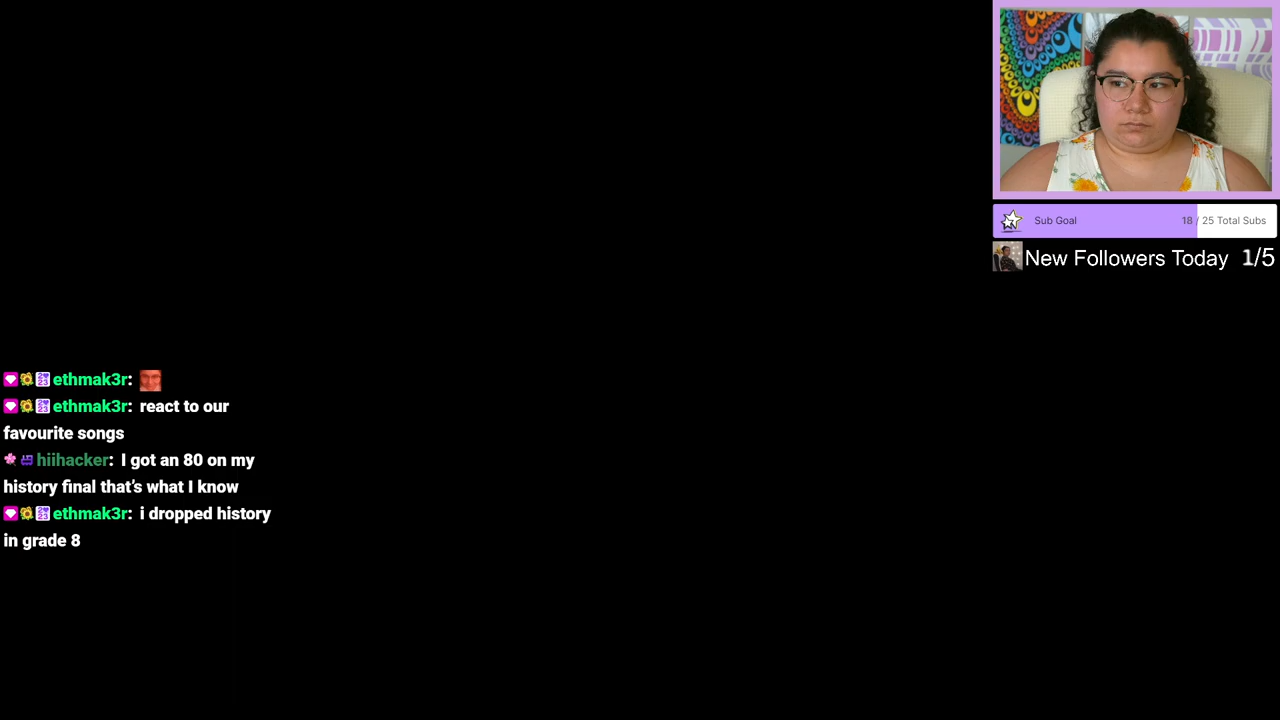 Sub Goal 18 / 25 Total Subs
New Followers Today 1/5
ethmak3r:
ethmak3r: react to our
favourite songs
hiihacker: I got an 80 on my
history final that's what I know
ethmak3r: i dropped history
in grade 8